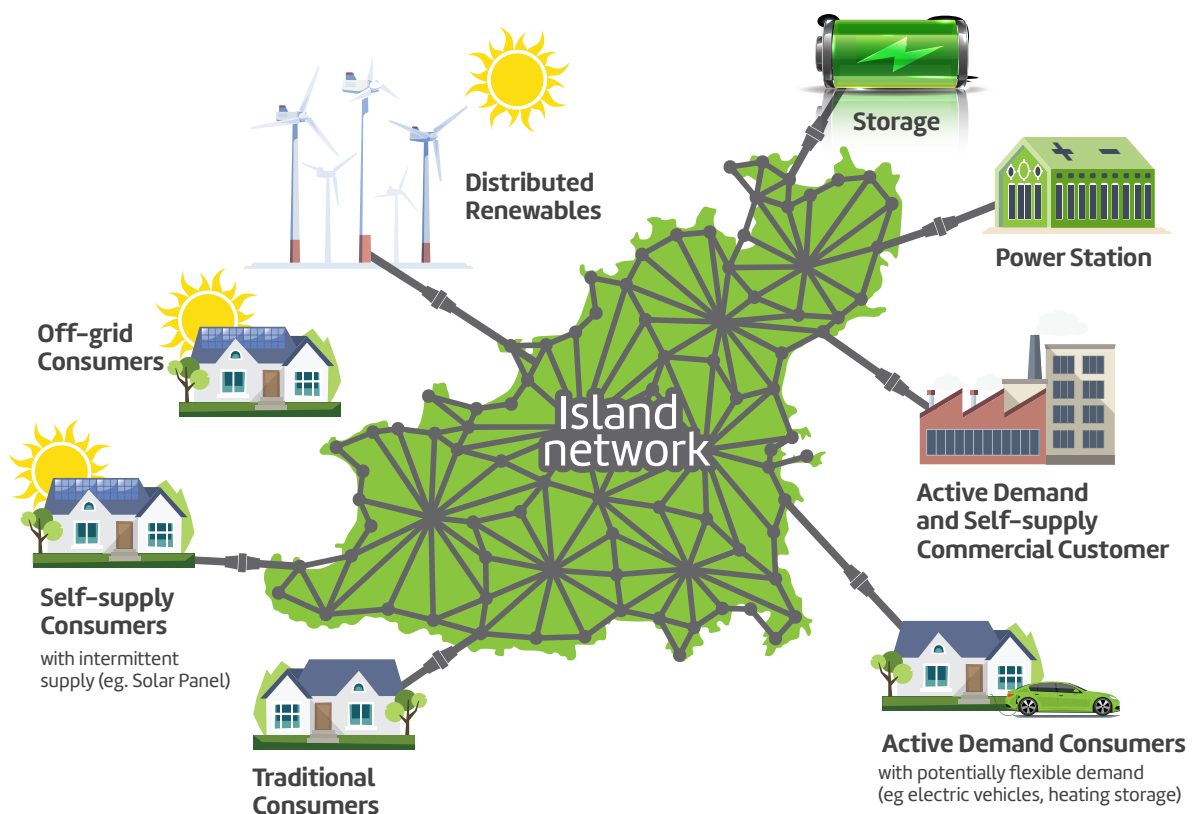 Storage
Distributed
Renewables
Power Station
Off-grid
Consumers
Island
network
Active Demand
and Self-supply
Commercial Customer
Self-supply
Consumers
with intermittent
supply (eg. Solar Panel)
Traditional
Consumers
Active Demand Consumers
with potentially flexible demand
(eg electric vehicles, heating storage)